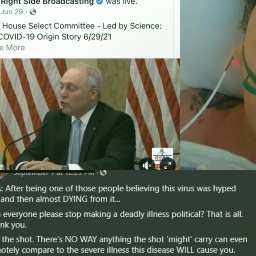 Right Side Broadcasting was live.
Jun 29 ·
House Select Committee - Led by Science:
COVID-19 Origin Story 6/29/21
e More
: After being one of those people believing this virus was hyped
and then almost DYING from it...
everyone please stop making a deadly illness political? That is all.
nk you.
the shot. There's NO WAY anything the shot 'might' carry can even
otely compare to the severe illness this disease WILL cause you.